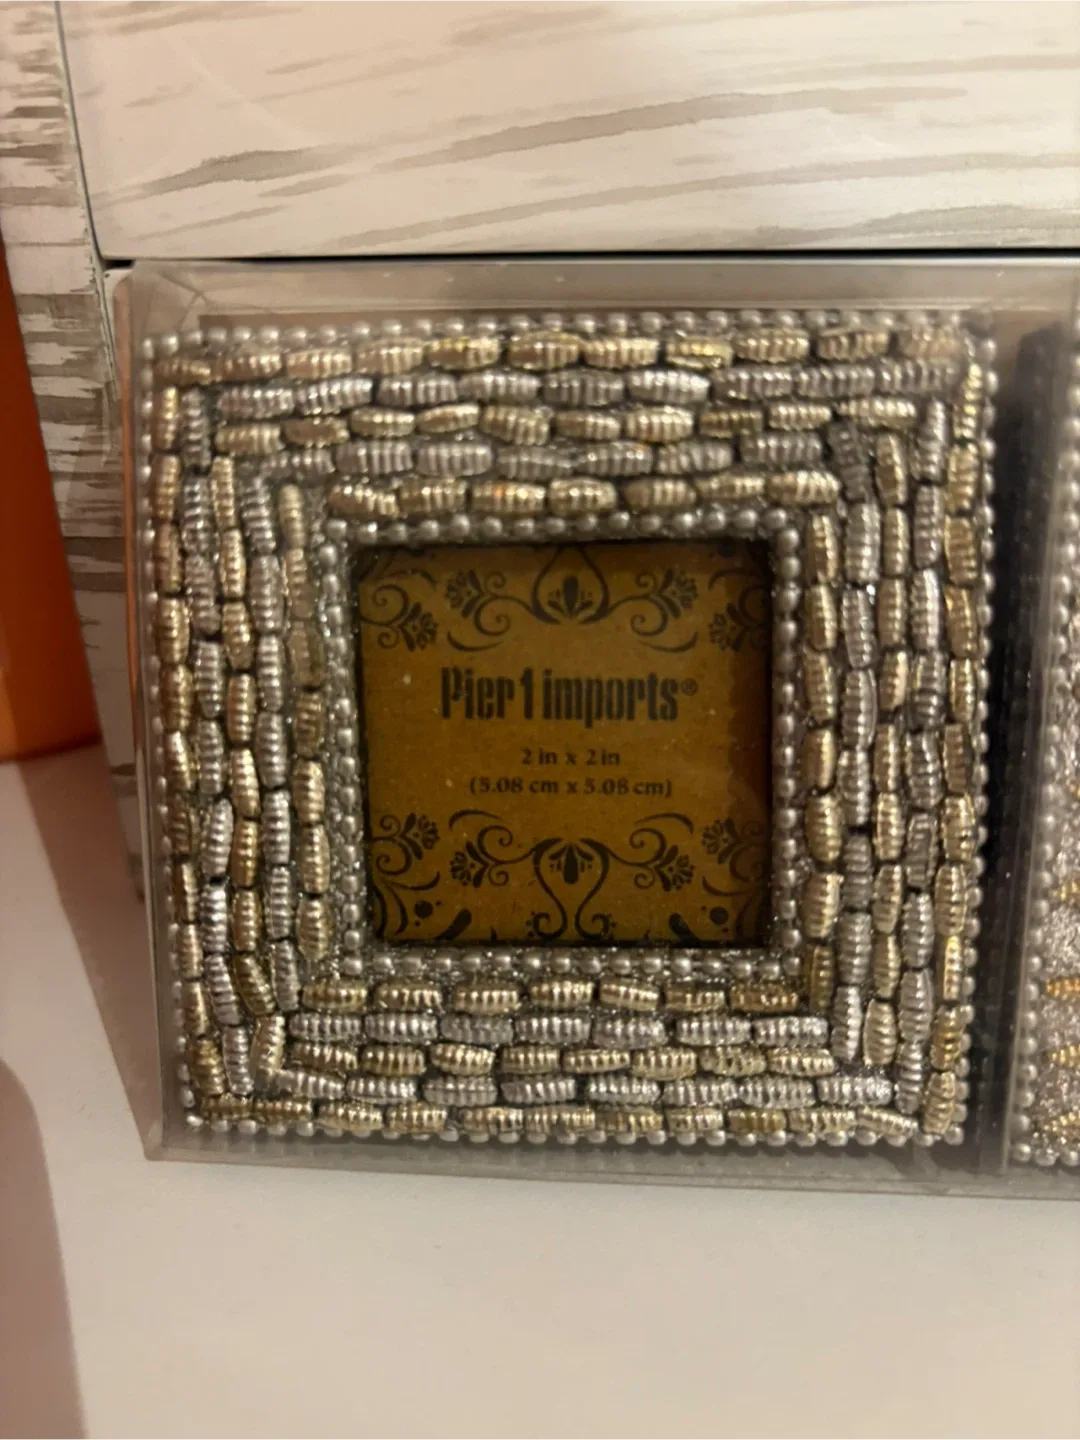 Pier 1 imports®
2 in x 2 in
(5.08 cm x 5.08 cm)